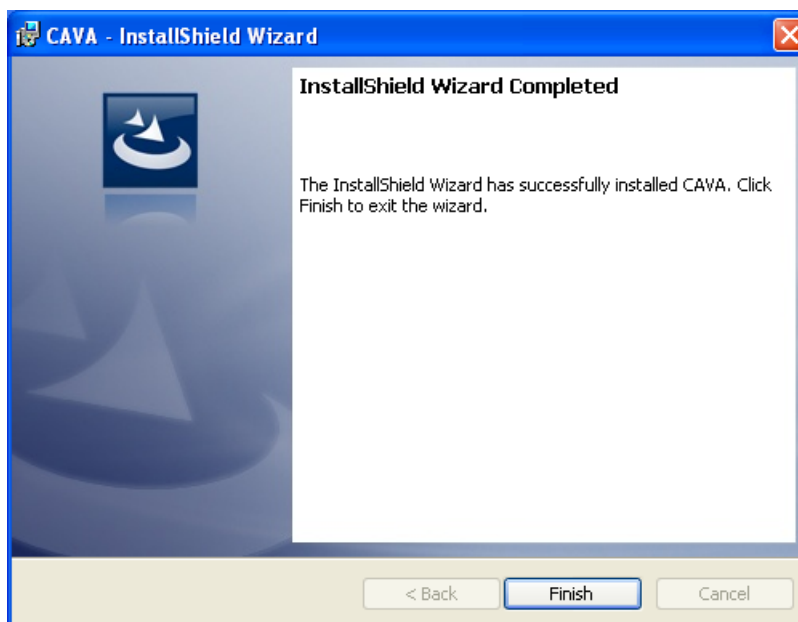 CAVA - InstallShield Wizard
InstallShield Wizard Completed
The InstallShield Wizard has successfully installed CAVA. Click
Finish to exit the wizard.
< Back
Finish
Cancel